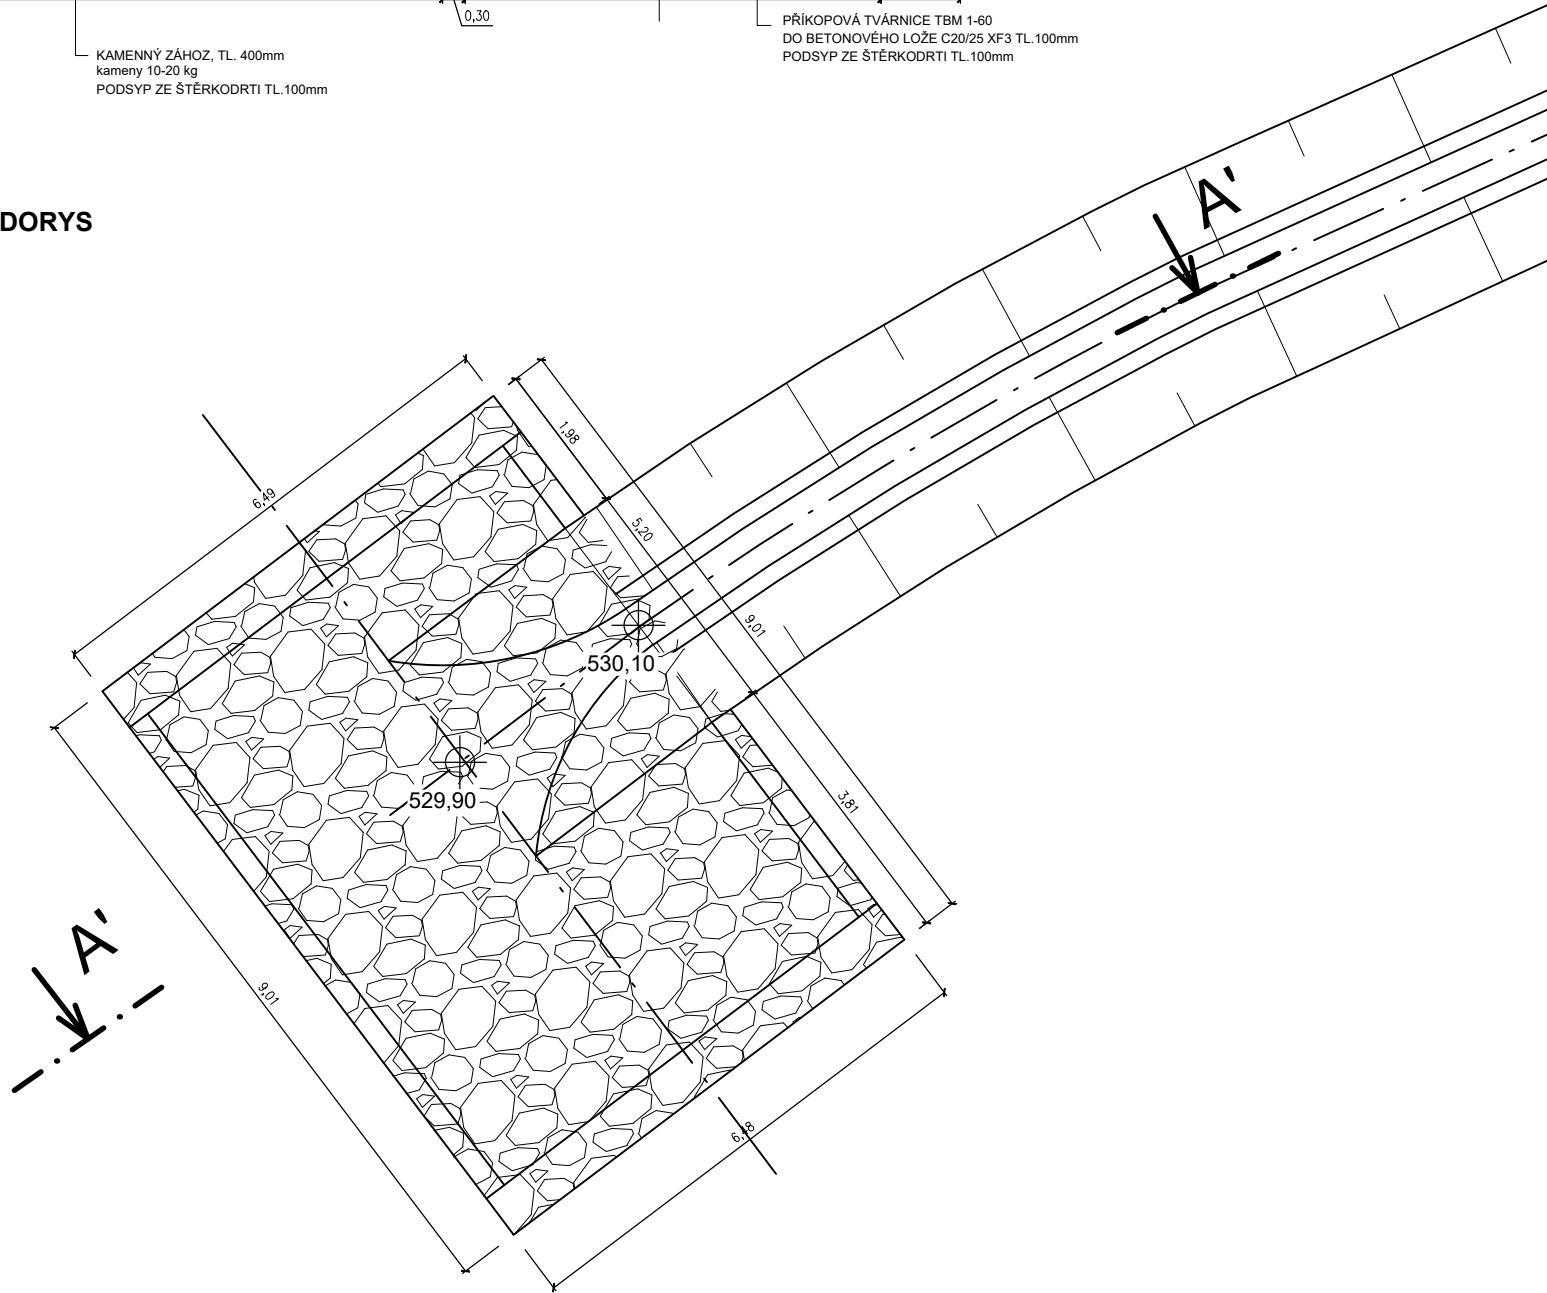 0,30
KAMENNÝ ZÁHOZ, TL. 400mm
kameny 10-20 kg
PODSYP ZE ŠTĚRKODRTI TL.100mm
PŘÍKOPOVÁ TVÁRNICE TBM 1-60
DO BETONOVÉHO LOŽE C20/25 XF3 TL.100mm
PODSYP ZE ŠTĚRKODRTI TL.100mm
DORYS
A'
1,98
6,49
5,20
9,01
530,10
529,90
3,81
A'
9,01
6,48